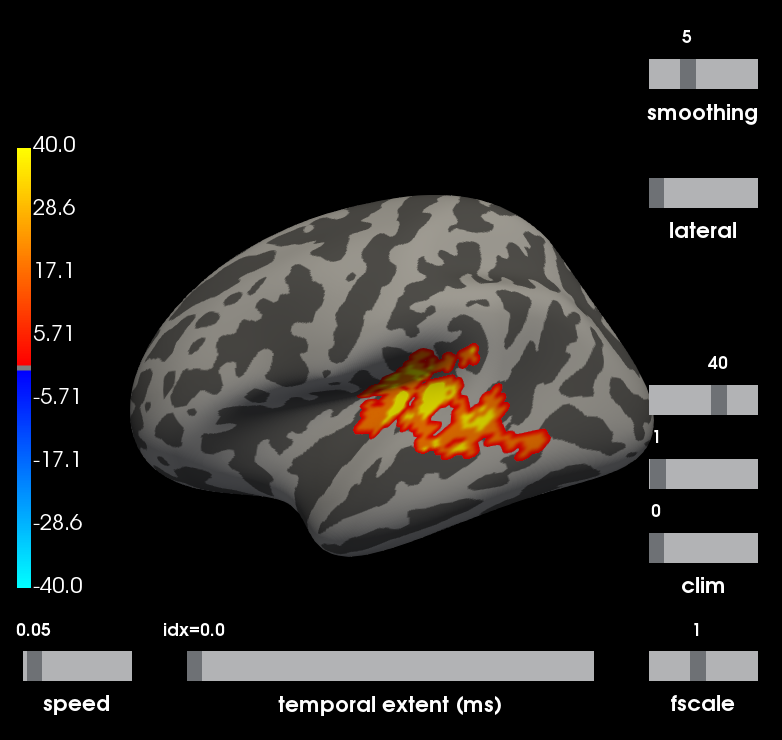 5
smoothing
lateral
40.0
28.6
17.1
5.71
-5.71
-17.1
-28.6
-40.0
40
1
0
clim
0.05
speed
idx=0.0
temporal extent (ms)
1
fscale